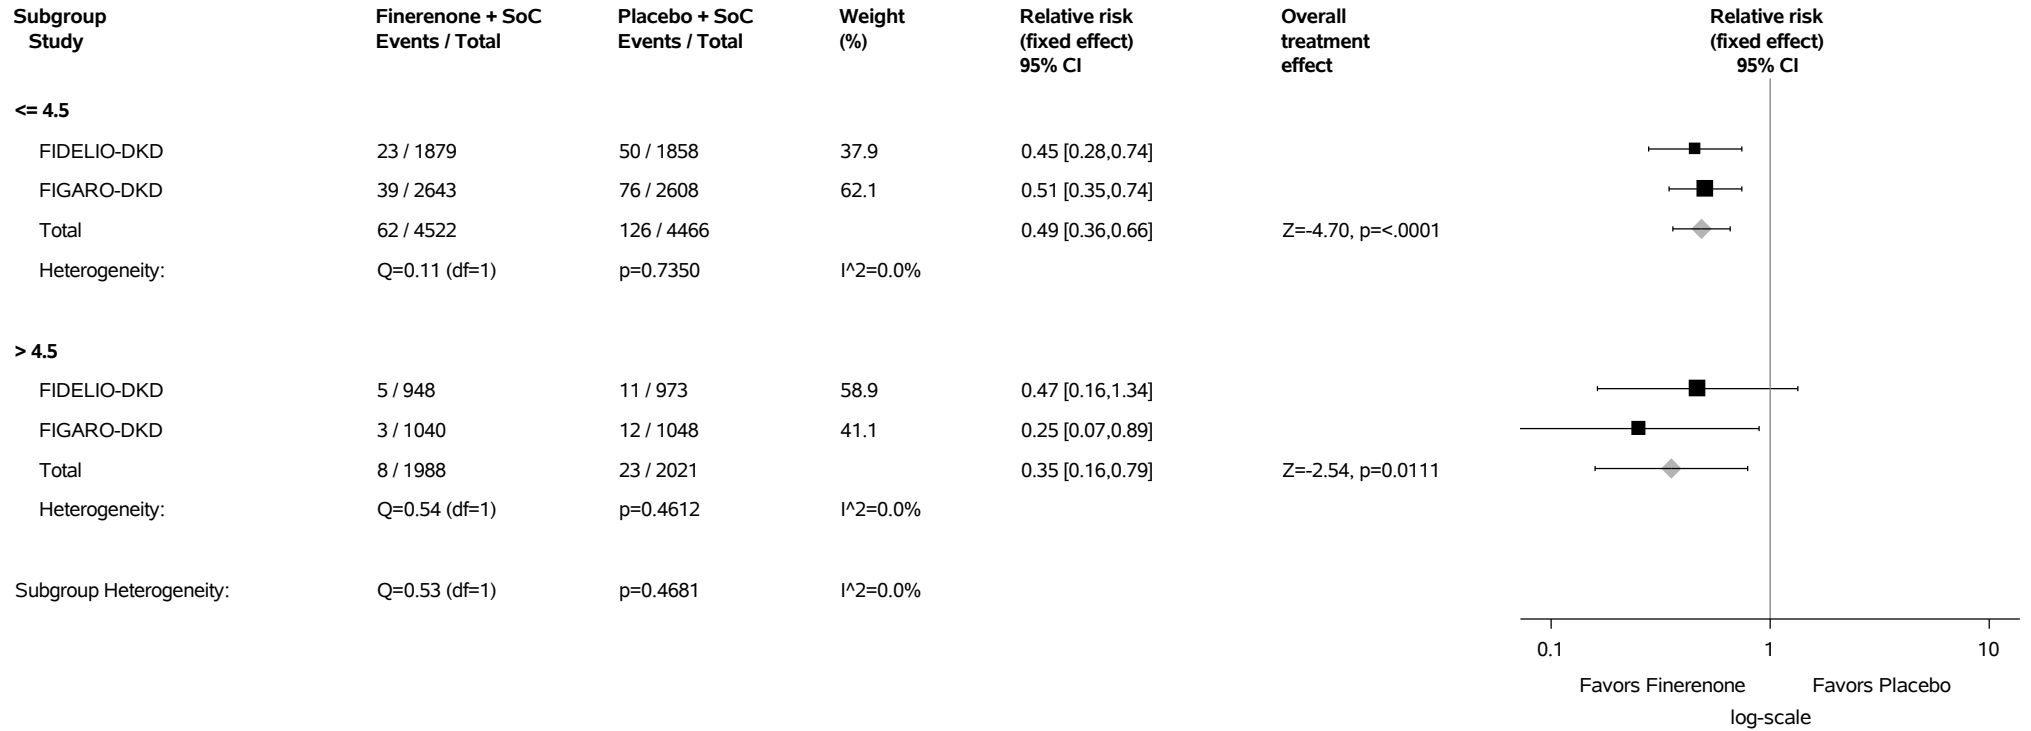 Subgroup Finerenone + SoC Placebo + SoC Weight Relative risk Overall Relative risk
Study Events / Total Events / Total (%) (fixed effect) treatment (fixed effect)
95% CI effect 95% CI
<= 4.5
FIDELIO-DKD 23 / 1879 50 / 1858 37.9 0.45 [0.28,0.74]
FIGARO-DKD 39 / 2643 76 / 2608 62.1 0.51 [0.35,0.74]
Total 62 / 4522 126 / 4466 0.49 [0.36,0.66] Z=-4.70, p=<.0001
Heterogeneity: Q=0.11 (df=1) p=0.7350 I^2=0.0%
> 4.5
FIDELIO-DKD 5 / 948 11 / 973 58.9 0.47 [0.16,1.34]
FIGARO-DKD 3 / 1040 12 / 1048 41.1 0.25 [0.07,0.89]
Total 8 / 1988 23 / 2021 0.35 [0.16,0.79] Z=-2.54, p=0.0111
Heterogeneity: Q=0.54 (df=1) p=0.4612 I^2=0.0%
Subgroup Heterogeneity: Q=0.53 (df=1) p=0.4681 I^2=0.0%
0.1 1 10
Favors Finerenone Favors Placebo
log-scale